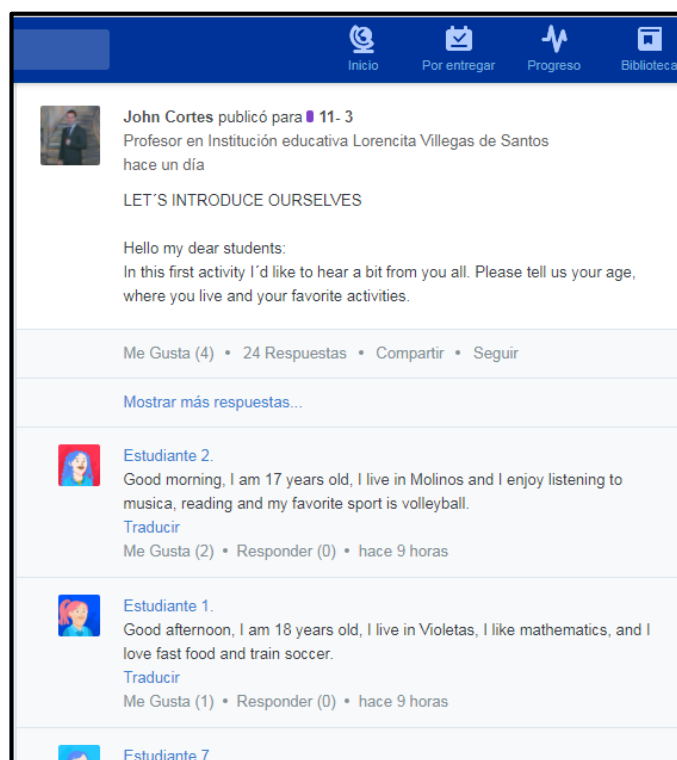 Inicio Por entregar Progreso Biblioteca
John Cortes publicó para 11- 3
Profesor en Institución educativa Lorencita Villegas de Santos
hace un día
LET´S INTRODUCE OURSELVES
Hello my dear students:
In this first activity I´d like to hear a bit from you all. Please tell us your age,
where you live and your favorite activities.
Me Gusta (4) • 24 Respuestas • Compartir • Seguir
Mostrar más respuestas...
Estudiante 2.
Good morning, I am 17 years old, I live in Molinos and I enjoy listening to
musica, reading and my favorite sport is volleyball.
Traducir
Me Gusta (2) • Responder (0) • hace 9 horas
Estudiante 1.
Good afternoon, I am 18 years old, I live in Violetas, I like mathematics, and I
love fast food and train soccer.
Traducir
Me Gusta (1) • Responder (0) • hace 9 horas
Estudiante 7